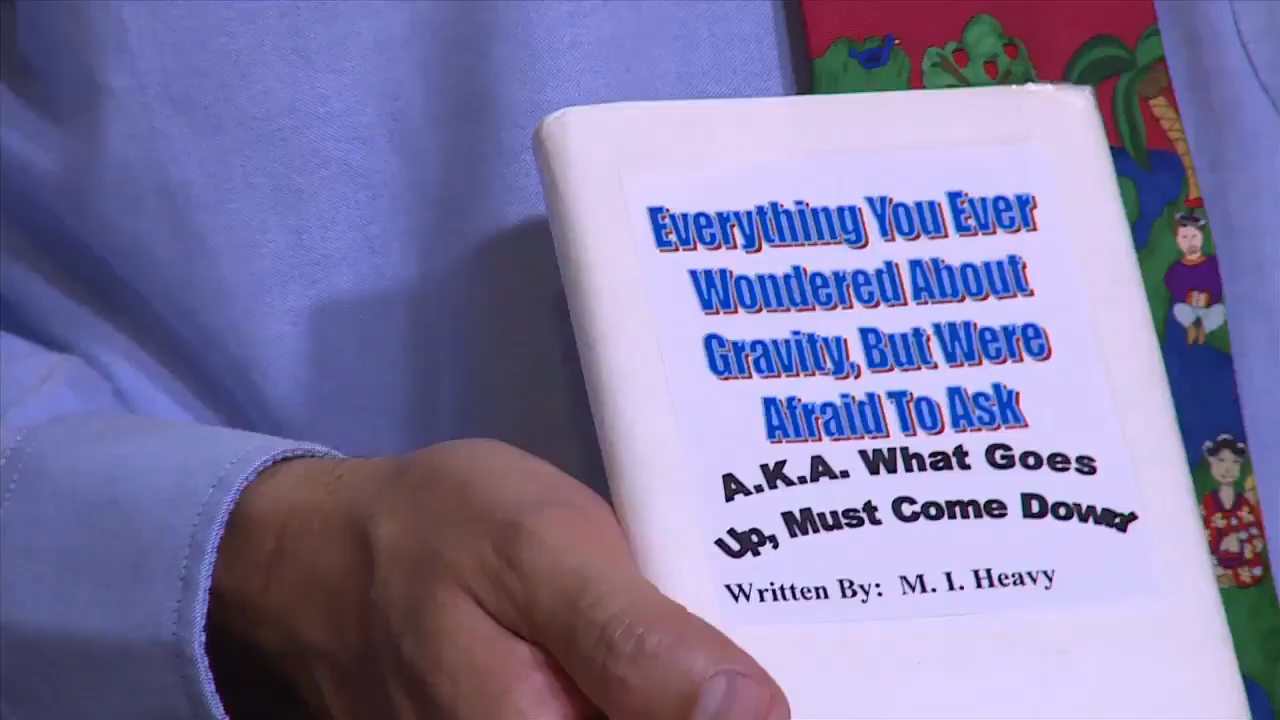 Everything You Ever
Wondered About
Gravity, But Were
Afraid To Ask
A.K.A. What Goes
Up, Must Come Down
Written By: M. I. Heavy